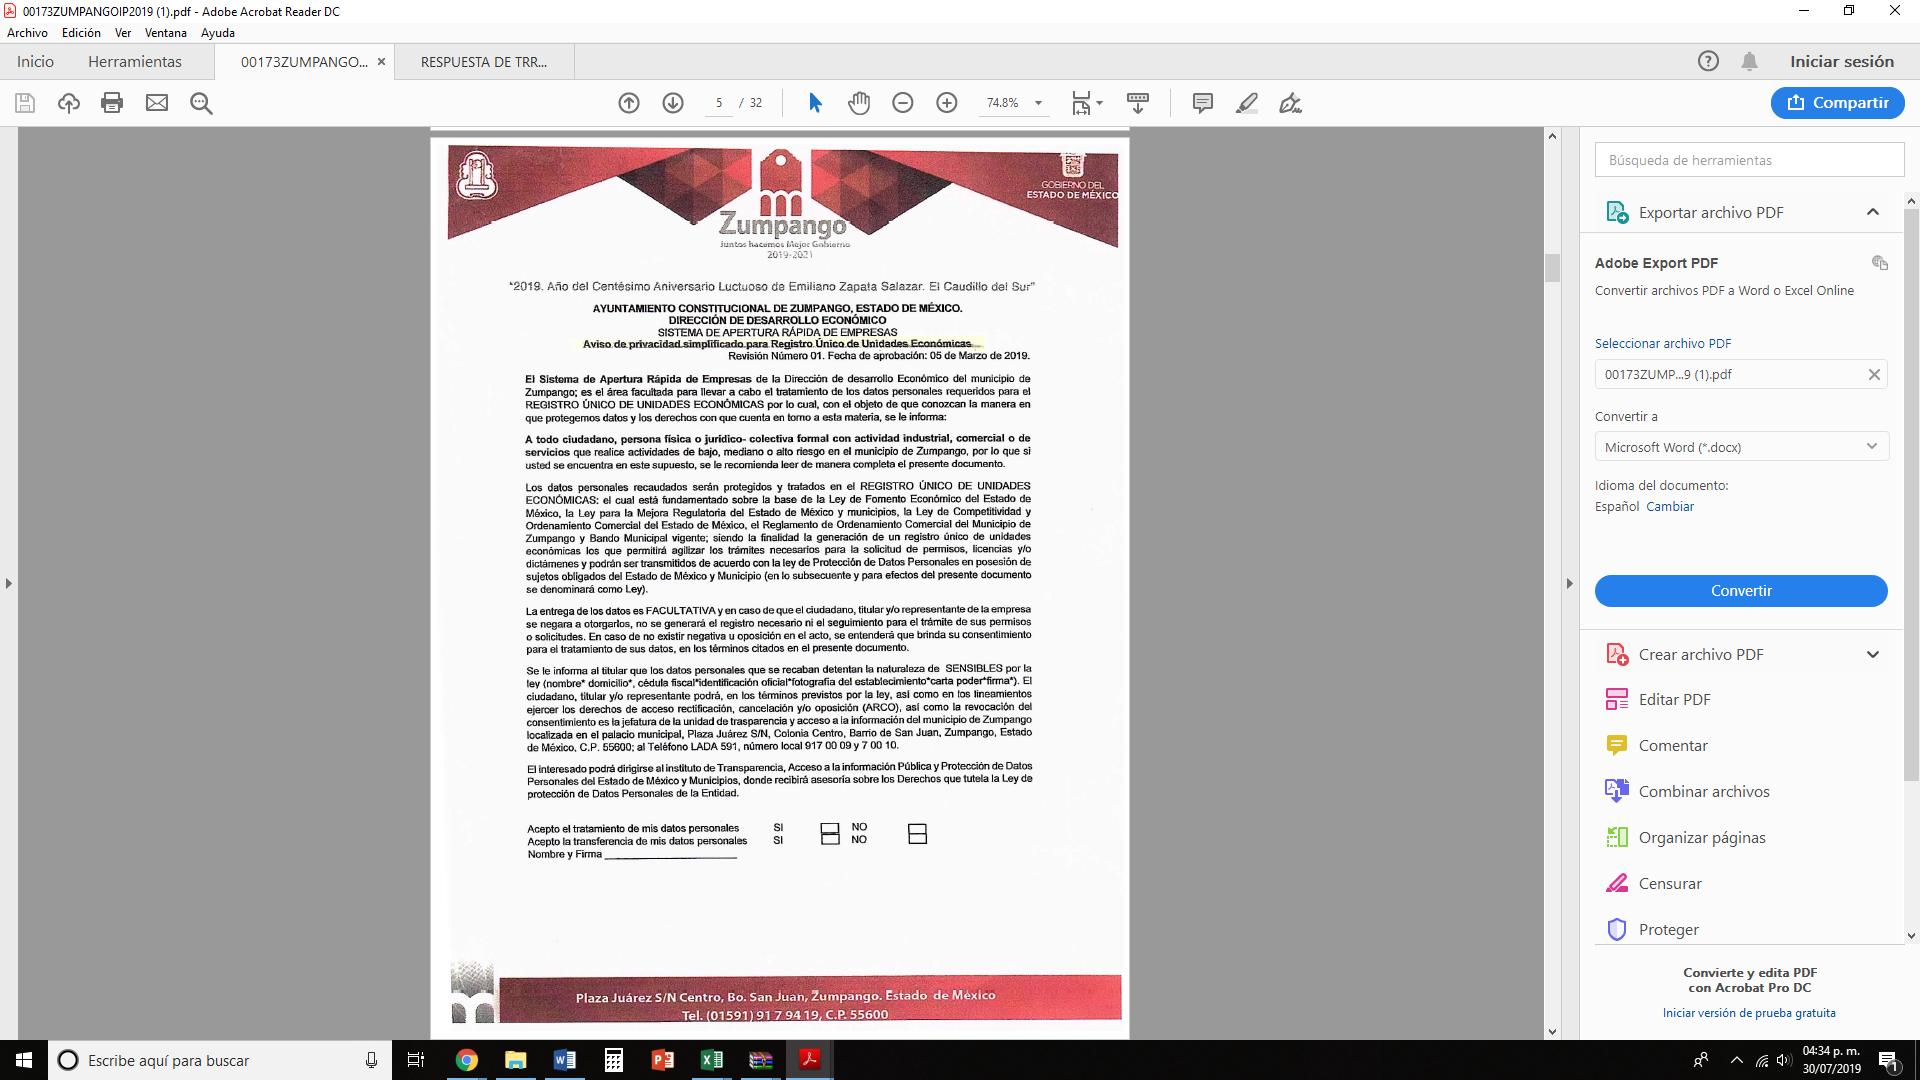 00173ZUMPANGOIP2019 (1).pdf - Adobe Acrobat Reader DC
Archivo Edición Ver Ventana Ayuda
Inicio Herramientas 00173ZUMPANGO... × RESPUESTA DE TRR... Iniciar sesión
5 / 32 74.8% Compartir
GOBIERNO DEL
ESTADO DE MÉXICO
Zumpango
Juntos hacemos Mejor Gobierno
2019-2021
"2019. Año del Centésimo Aniversario Luctuoso de Emiliano Zapata Salazar. El Caudillo del Sur"
AYUNTAMIENTO CONSTITUCIONAL DE ZUMPANGO, ESTADO DE MÉXICO.
DIRECCIÓN DE DESARROLLO ECONÓMICO
SISTEMA DE APERTURA RÁPIDA DE EMPRESAS
Aviso de privacidad simplificado para Registro Único de Unidades Económicas
Revisión Número 01. Fecha de aprobación: 05 de Marzo de 2019.
El Sistema de Apertura Rápida de Empresas de la Dirección de desarrollo Económico del municipio de
Zumpango; es el área facultada para llevar a cabo el tratamiento de los datos personales requeridos para el
REGISTRO ÚNICO DE UNIDADES ECONÓMICAS por lo cual, con el objeto de que conozcan la manera en
que protegemos datos y los derechos con que cuenta en torno a esta materia, se le informa:
A todo ciudadano, persona física o jurídico- colectiva formal con actividad industrial, comercial o de
servicios que realice actividades de bajo, mediano o alto riesgo en el municipio de Zumpango, por lo que si
usted se encuentra en este supuesto, se le recomienda leer de manera completa el presente documento.
Los datos personales recaudados serán protegidos y tratados en el REGISTRO ÚNICO DE UNIDADES
ECONÓMICAS: el cual está fundamentado sobre la base de la Ley de Fomento Económico del Estado de
México, la Ley para la Mejora Regulatoria del Estado de México y municipios, la Ley de Competitividad y
Ordenamiento Comercial del Estado de México, el Reglamento de Ordenamiento Comercial del Municipio de
Zumpango y Bando Municipal vigente; siendo la finalidad la generación de un registro único de unidades
económicas los que permitirá agilizar los trámites necesarios para la solicitud de permisos, licencias y/o
dictámenes y podrán ser transmitidos de acuerdo con la ley de Protección de Datos Personales en posesión de
sujetos obligados del Estado de México y Municipio (en lo subsecuente y para efectos del presente documento
se denominará como Ley).
La entrega de los datos es FACULTATIVA y en caso de que el ciudadano, titular y/o representante de la empresa
se negara a otorgarlos, no se generará el registro necesario ni el seguimiento para el trámite de sus permisos
o solicitudes. En caso de no existir negativa u oposición en el acto, se entenderá que brinda su consentimiento
para el tratamiento de sus datos, en los términos citados en el presente documento.
Se le informa al titular que los datos personales que se recaban detentan la naturaleza de SENSIBLES por la
ley (nombre* domicilio*, cédula fiscal*identificación oficial*fotografía del establecimiento*carta poder*firma*). El
ciudadano, titular y/o representante podrá, en los términos previstos por la ley, así como en los lineamientos
ejercer los derechos de acceso rectificación, cancelación y/o oposición (ARCO), así como la revocación del
consentimiento es la jefatura de la unidad de trasparencia y acceso a la información del municipio de Zumpango
localizada en el palacio municipal, Plaza Juárez S/N, Colonia Centro, Barrio de San Juan, Zumpango, Estado
de México, C.P. 55600; al Teléfono LADA 591, número local 917 00 09 y 7 00 10.
El interesado podrá dirigirse al instituto de Transparencia, Acceso a la información Pública y Protección de Datos
Personales del Estado de México y Municipios, donde recibirá asesoría sobre los Derechos que tutela la Ley de
protección de Datos Personales de la Entidad.
Acepto el tratamiento de mis datos personales SI NO
Acepto la transferencia de mis datos personales SI NO
Nombre y Firma
Plaza Juárez S/N Centro, Bo. San Juan, Zumpango. Estado de México
Tel. (01591) 91 7 94 19, C.P. 55600
Búsqueda de herramientas
Exportar archivo PDF
Adobe Export PDF
Convertir archivos PDF a Word o Excel Online
Seleccionar archivo PDF
00173ZUMP...9 (1).pdf
Convertir a
Microsoft Word (*.docx)
Idioma del documento:
Español Cambiar
Convertir
Crear archivo PDF
Editar PDF
Comentar
Combinar archivos
Organizar páginas
Censurar
Proteger
Convierte y edita PDF
con Acrobat Pro DC
Iniciar versión de prueba gratuita
Escribe aquí para buscar
04:34 p. m.
30/07/2019
1